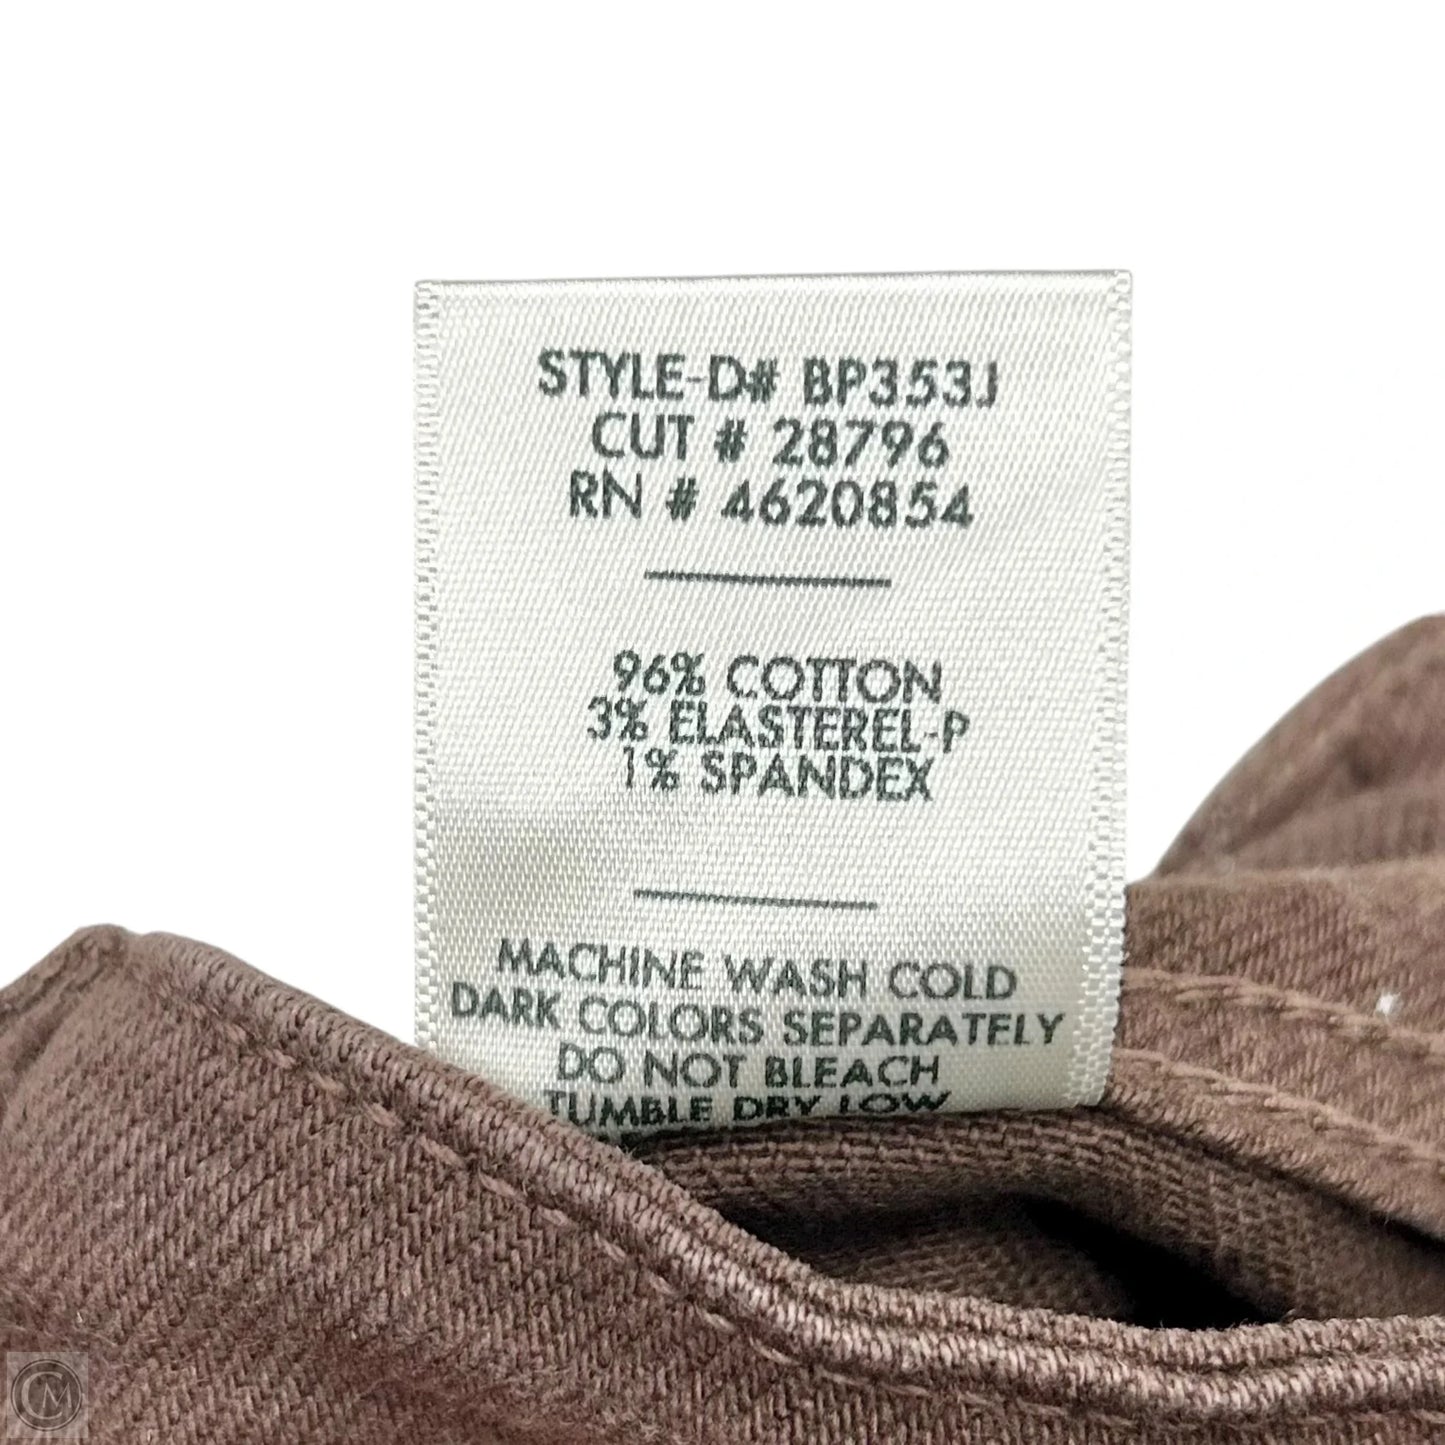 STYLE-D# BP353J
CUT # 28796
RN # 4620854
96% COTTON
3% ELASTEREL-P
1% SPANDEX
MACHINE WASH COLD
DARK COLORS SEPARATELY
DO NOT BLEACH
TUMBLE DRY LOW
CM